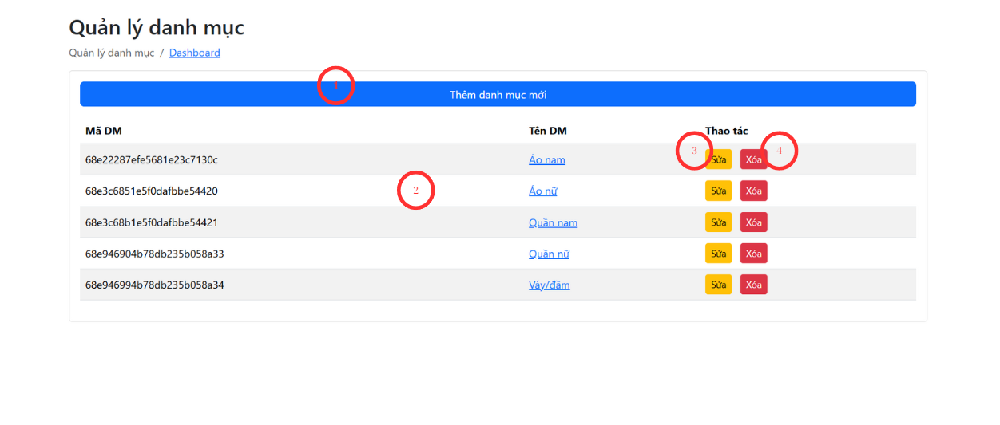 Quản lý danh mục
Quản lý danh mục / Dashboard
1
Thêm danh mục mới
Mã DM Tên DM Thao tác
3 4
68e22287efe5681e23c7130c Áo nam Sửa Xóa
68e3c6851e5f0dafbbe54420 2 Áo nữ Sửa Xóa
68e3c68b1e5f0dafbbe54421 Quần nam Sửa Xóa
68e946904b78db235b058a33 Quần nữ Sửa Xóa
68e946994b78db235b058a34 Váy/đầm Sửa Xóa